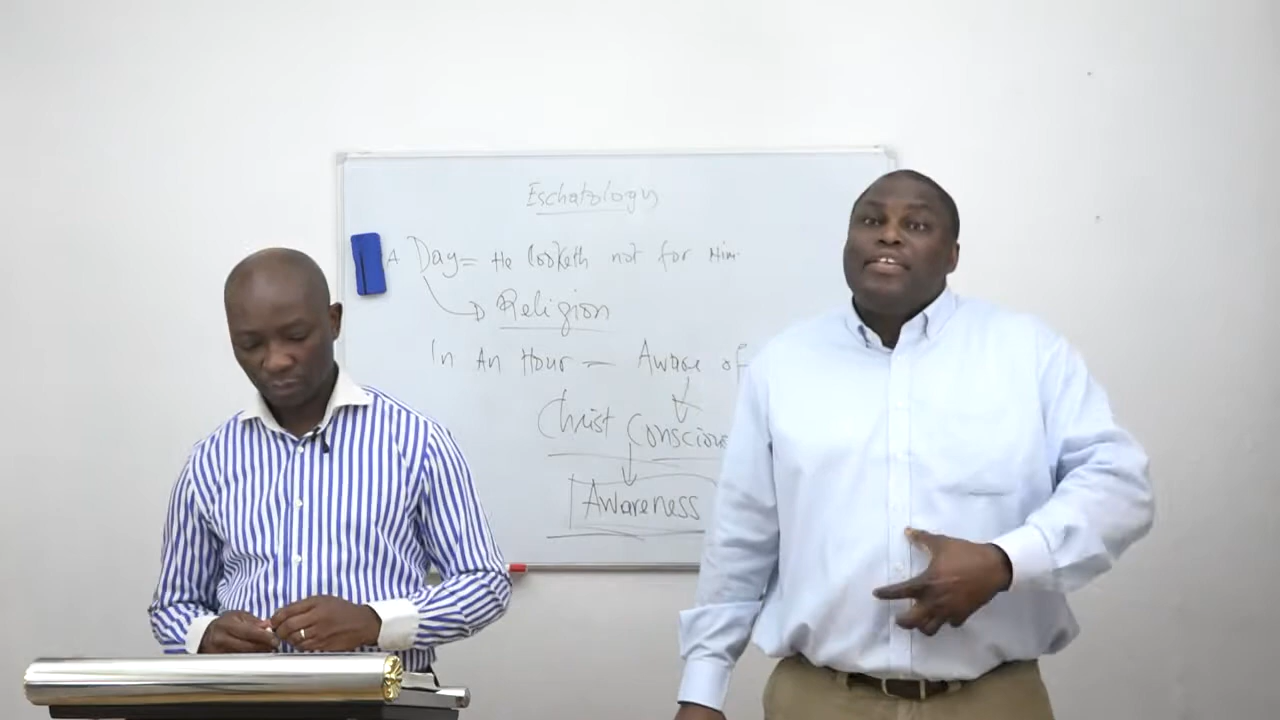 Eschatology
A Day = He looketh not for Him.
Religion
In An Hour = Aware of
Christ Conscious
Awareness